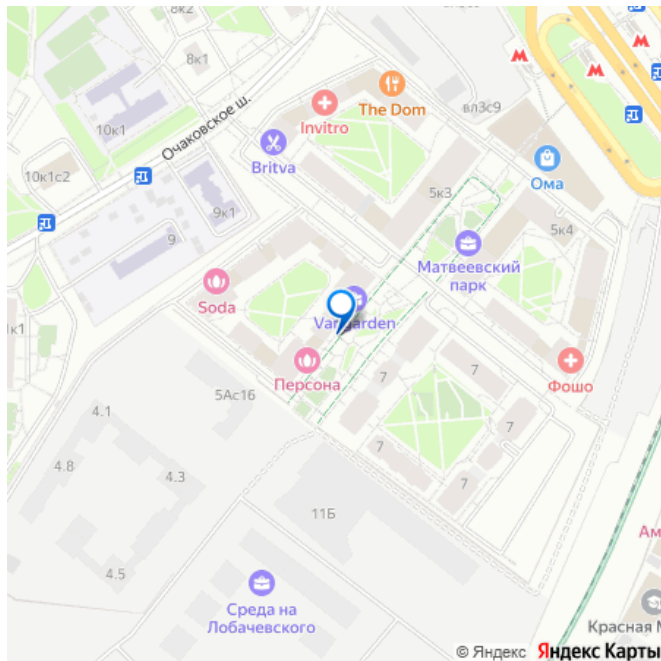 8к2
8к1
The Dom
вл3с9
Invitro
10к1
Очаковское ш.
Britva
10к1с2
5к3
Ома
9к1
9
5к4
Матвеевский
парк
Soda
Vangarden
Персона
7
Фошо
5Ас16
7
4.1
7
7
4.8
4.3
11Б
4.5
Среда на
Лобачевского
Ам
Красная М
© Яндекс Яндекс Карты